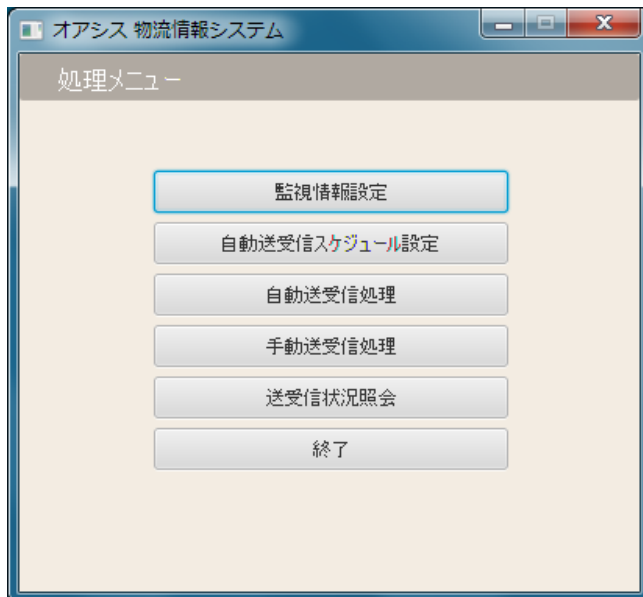 オアシス 物流情報システム
処理メニュー
監視情報設定
自動送受信スケジュール設定
自動送受信処理
手動送受信処理
送受信状況照会
終了